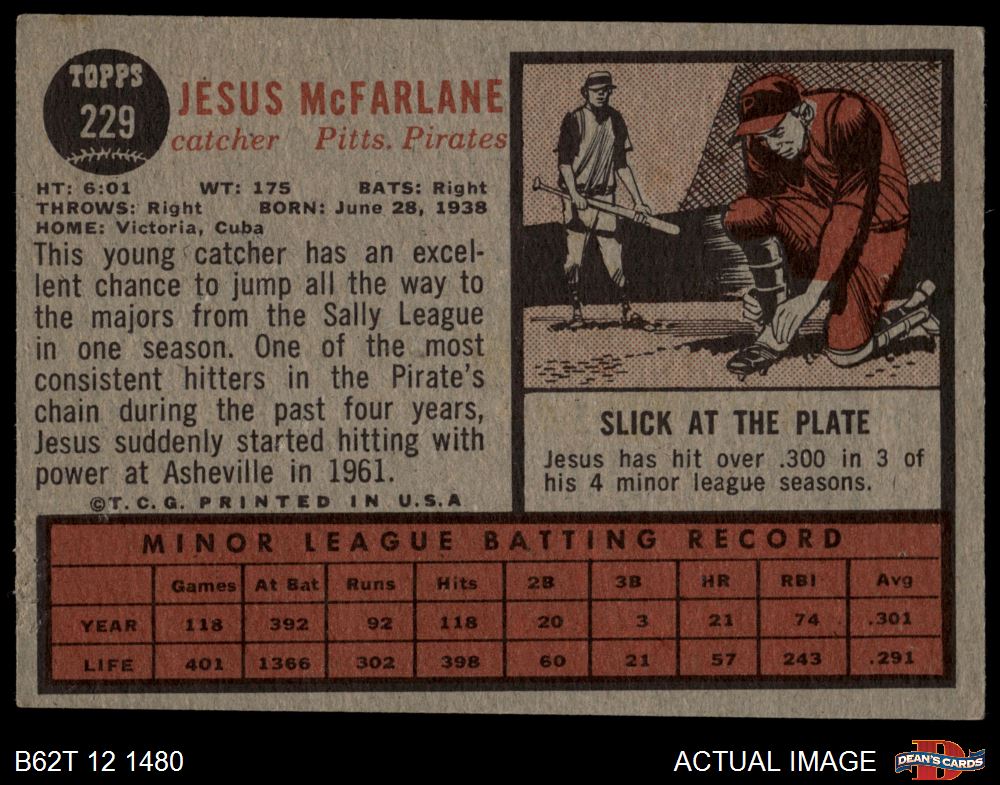 TOPPS
229
JESUS McFARLANE
catcher Pitts. Pirates
HT: 6:01 WT: 175 BATS: Right
THROWS: Right BORN: June 28, 1938
HOME: Victoria, Cuba
This young catcher has an excel-
lent chance to jump all the way to
the majors from the Sally League
in one season. One of the most
consistent hitters in the Pirate's
chain during the past four years,
Jesus suddenly started hitting with
power at Asheville in 1961.
©T.C.G. PRINTED IN U.S.A
P
SLICK AT THE PLATE
Jesus has hit over .300 in 3 of
his 4 minor league seasons.
MINOR LEAGUE BATTING RECORD
Games At Bat Runs Hits 2B 3B HR RBI Avg
YEAR 118 392 92 118 20 3 21 74 .301
LIFE 401 1366 302 398 60 21 57 243 .291
B62T 12 1480
ACTUAL IMAGE
D
DEAN'S CARDS